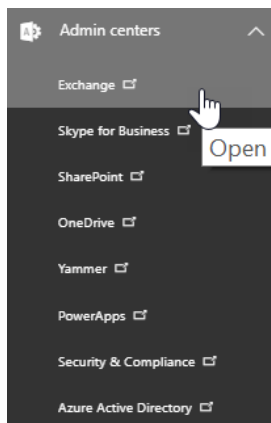 Admin centers
Exchange
Skype for Business
Open
SharePoint
OneDrive
Yammer
PowerApps
Security & Compliance
Azure Active Directory